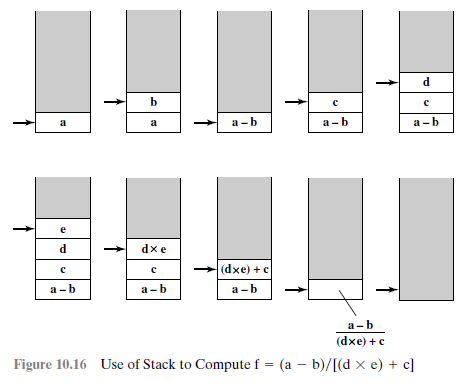 d
b c c
a a a – b a – b a – b
e
d d × e
c c (d×e) + c
a – b a – b a – b
a – b
(d×e) + c
Figure 10.16 Use of Stack to Compute f = (a − b)/[(d × e) + c]